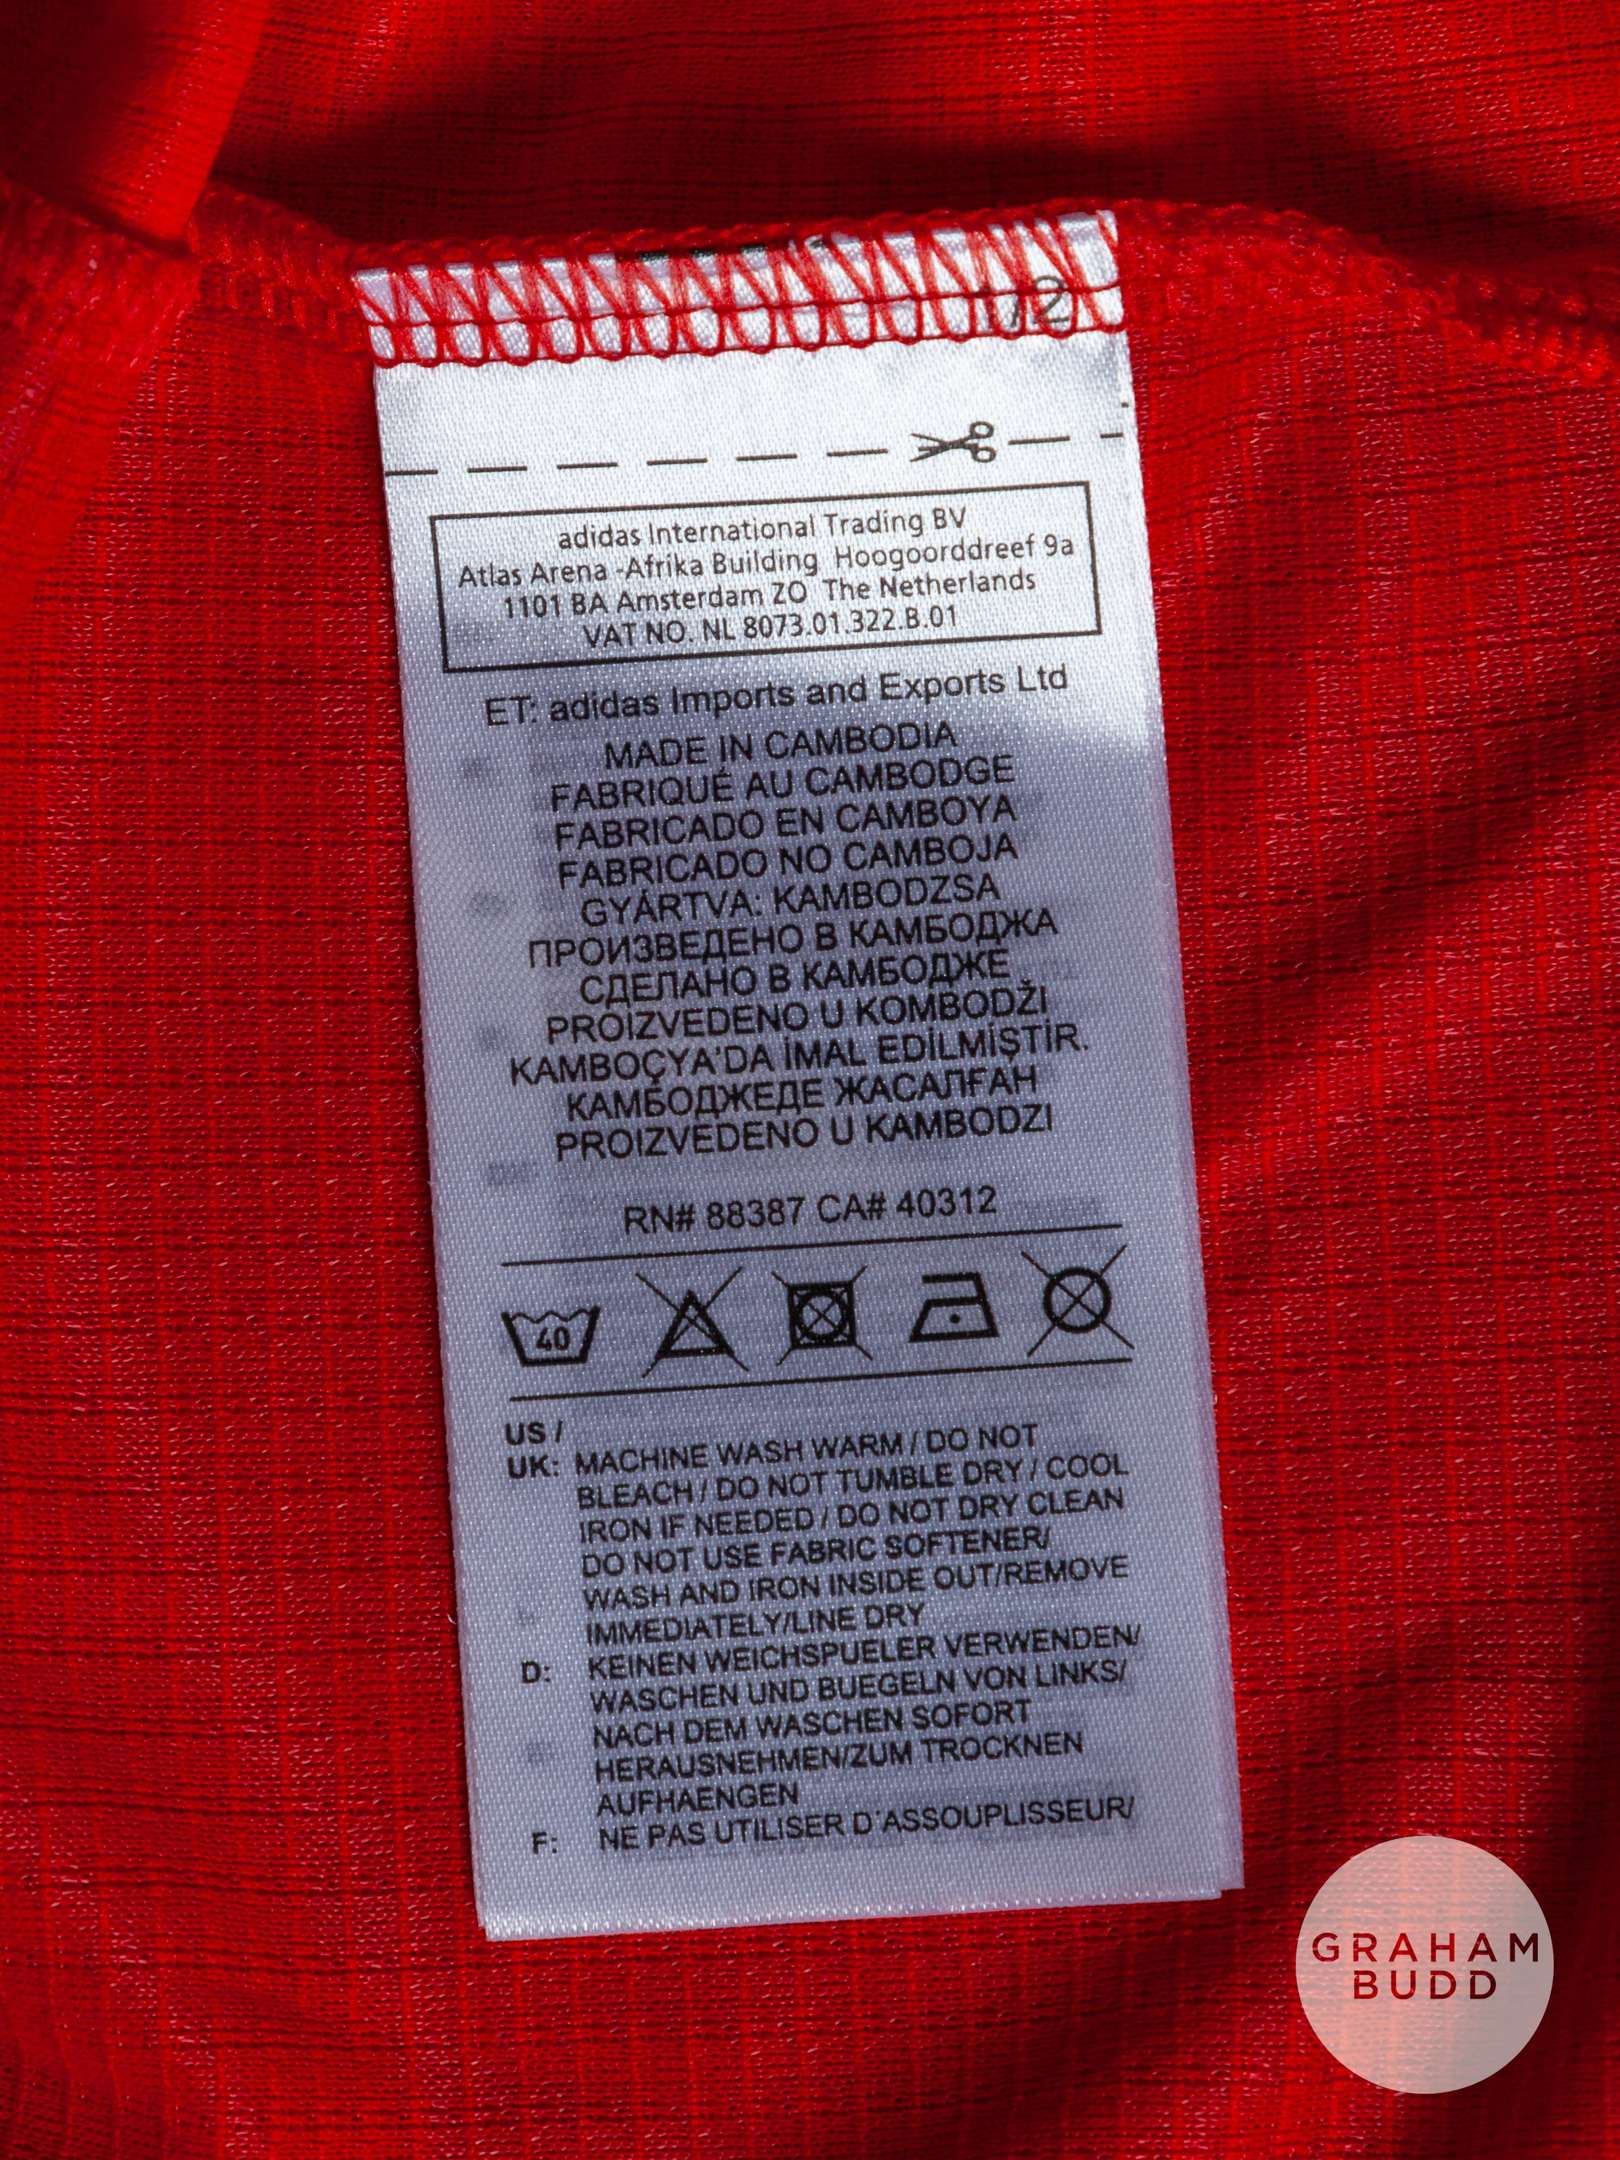 /2
adidas International Trading BV
Atlas Arena -Afrika Building Hoogoorddreef 9a
1101 BA Amsterdam ZO The Netherlands
VAT NO. NL 8073.01.322.B.01
ET: adidas Imports and Exports Ltd
MADE IN CAMBODIA
FABRIQUÉ AU CAMBODGE
FABRICADO EN CAMBOYA
FABRICADO NO CAMBOJA
GYÁRTVA: KAMBODZSA
ПРОИЗВЕДЕНО В КАМБОДЖА
СДЕЛАНО В КАМБОДЖЕ
PROIZVEDENO U KOMBODŽI
KAMBOÇYA'DA İMAL EDİLMİŞTİR.
КАМБОДЖЕДЕ ЖАСАЛҒАН
PROIZVEDENO U KAMBODZI
RN# 88387 CA# 40312
40
US /
UK: MACHINE WASH WARM / DO NOT
BLEACH / DO NOT TUMBLE DRY / COOL
IRON IF NEEDED / DO NOT DRY CLEAN
DO NOT USE FABRIC SOFTENER/
WASH AND IRON INSIDE OUT/REMOVE
IMMEDIATELY/LINE DRY
D: KEINEN WEICHSPUELER VERWENDEN/
WASCHEN UND BUEGELN VON LINKS/
NACH DEM WASCHEN SOFORT
HERAUSNEHMEN/ZUM TROCKNEN
AUFHAENGEN
F: NE PAS UTILISER D'ASSOUPLISSEUR/
GRAHAM
BUDD